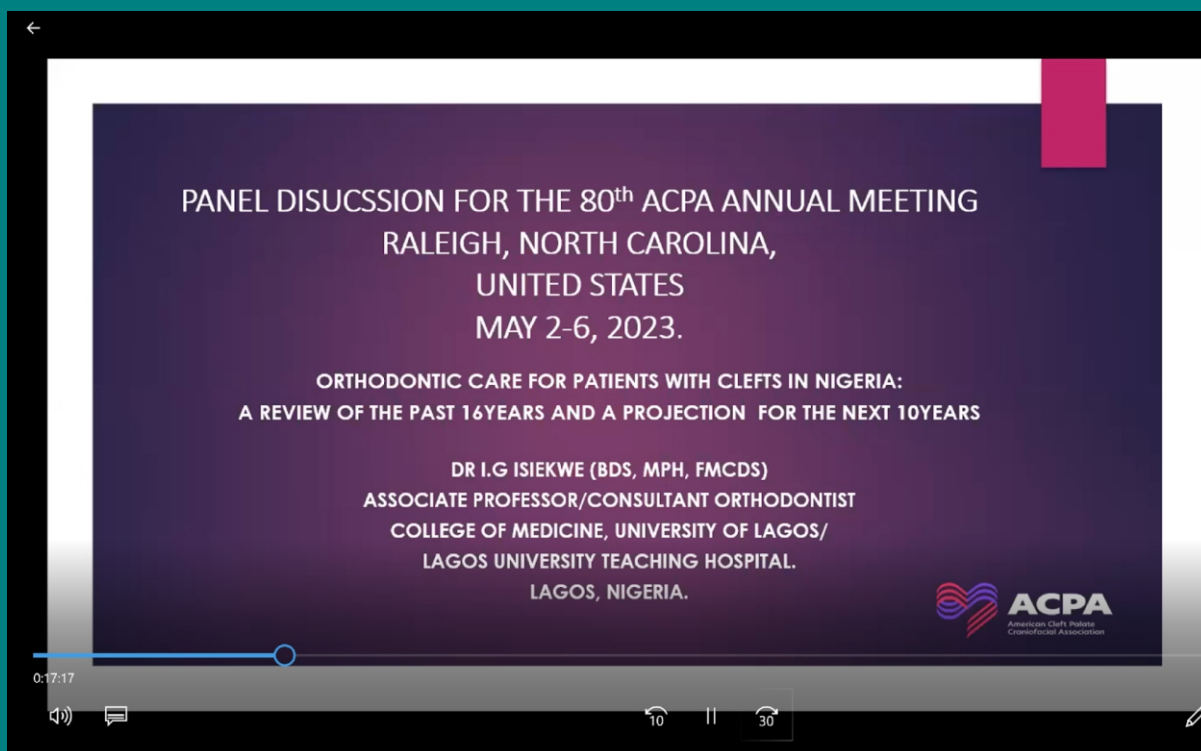 PANEL DISUCSSION FOR THE 80th ACPA ANNUAL MEETING
RALEIGH, NORTH CAROLINA,
UNITED STATES
MAY 2-6, 2023.
ORTHODONTIC CARE FOR PATIENTS WITH CLEFTS IN NIGERIA:
A REVIEW OF THE PAST 16YEARS AND A PROJECTION FOR THE NEXT 10YEARS
DR I.G ISIEKWE (BDS, MPH, FMCDS)
ASSOCIATE PROFESSOR/CONSULTANT ORTHODONTIST
COLLEGE OF MEDICINE, UNIVERSITY OF LAGOS/
LAGOS UNIVERSITY TEACHING HOSPITAL.
LAGOS, NIGERIA.
ACPA
American Cleft Palate
Craniofacial Association
0:17:17
10
30